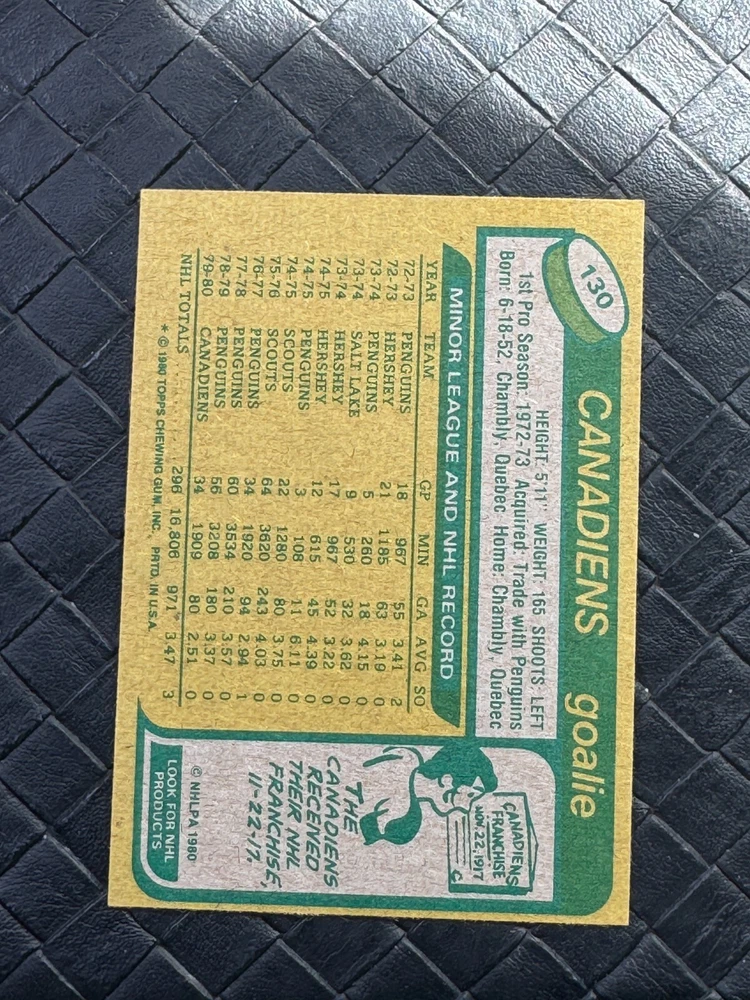 130
CANADIENS goalie
HEIGHT: 5'11" WEIGHT: 165 SHOOTS: LEFT
1st Pro Season: 1972-73 Acquired: Trade with Penguins
Born: 6-18-52, Chambly, Quebec Home: Chambly, Quebec
MINOR LEAGUE AND NHL RECORD
YEAR TEAM GP MIN GA AVG SO
72-73 PENGUINS 18 967 55 3.41 2
72-73 HERSHEY 21 1185 63 3.19 0
73-74 PENGUINS 5 260 18 4.15 0
73-74 SALT LAKE 9 530 32 3.62 0
73-74 HERSHEY 17 967 52 3.22 0
74-75 HERSHEY 12 615 45 4.39 0
74-75 PENGUINS 3 108 11 6.11 0
74-75 SCOUTS 22 1280 80 3.75 0
75-76 SCOUTS 64 3620 243 4.03 0
76-77 PENGUINS 34 1920 94 2.94 1
77-78 PENGUINS 60 3534 210 3.57 0
78-79 PENGUINS 56 3208 180 3.37 0
79-80 CANADIENS 34 1909 80 2.51 0
NHL TOTALS . . . . . . . . 296 16,806 971 3.47 3
* © 1980 TOPPS CHEWING GUM, INC. PRTD. IN U.S.A.
CANADIENS
FRANCHISE
NOV. 22, 1917
THE
CANADIENS
RECEIVED
THEIR NHL
FRANCHISE,
11-22-17.
© NHLPA 1980
LOOK FOR NHL
PRODUCTS